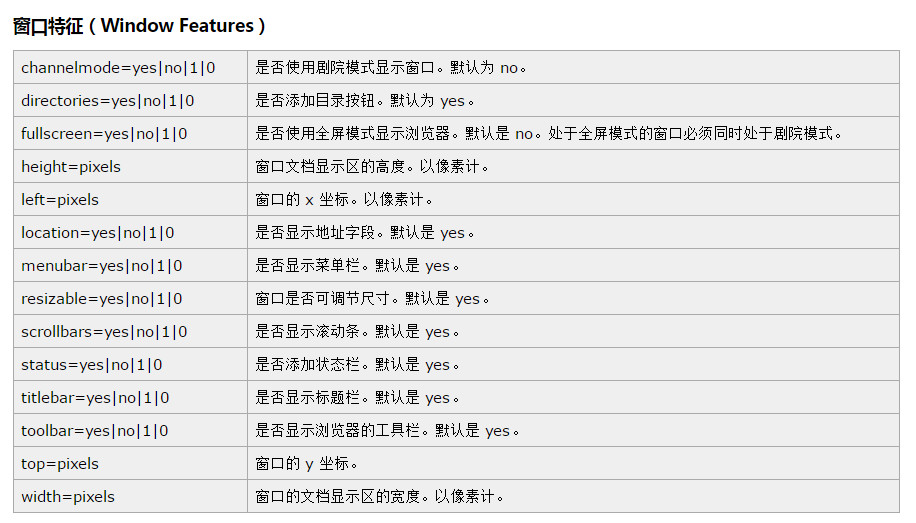 窗口特征（Window Features）
channelmode=yes|no|1|0 是否使用剧院模式显示窗口。默认为 no。
directories=yes|no|1|0 是否添加目录按钮。默认为 yes。
fullscreen=yes|no|1|0 是否使用全屏模式显示浏览器。默认是 no。处于全屏模式的窗口必须同时处于剧院模式。
height=pixels 窗口文档显示区的高度。以像素计。
left=pixels 窗口的 x 坐标。以像素计。
location=yes|no|1|0 是否显示地址字段。默认是 yes。
menubar=yes|no|1|0 是否显示菜单栏。默认是 yes。
resizable=yes|no|1|0 窗口是否可调节尺寸。默认是 yes。
scrollbars=yes|no|1|0 是否显示滚动条。默认是 yes。
status=yes|no|1|0 是否添加状态栏。默认是 yes。
titlebar=yes|no|1|0 是否显示标题栏。默认是 yes。
toolbar=yes|no|1|0 是否显示浏览器的工具栏。默认是 yes。
top=pixels 窗口的 y 坐标。
width=pixels 窗口的文档显示区的宽度。以像素计。